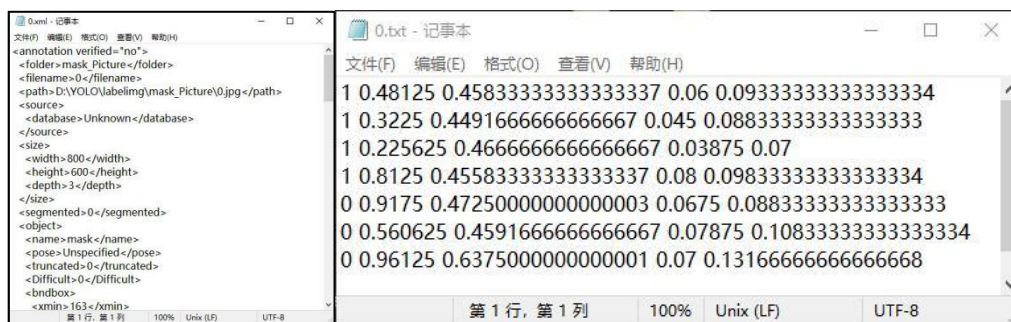 0.xml - 记事本
文件(F) 编辑(E) 格式(O) 查看(V) 帮助(H)
<annotation verified="no">
<folder>mask_Picture</folder>
<filename>0</filename>
<path>D:\YOLO\labelimg\mask_Picture\0.jpg</path>
<source>
<database>Unknown</database>
</source>
<size>
<width>800</width>
<height>600</height>
<depth>3</depth>
</size>
<segmented>0</segmented>
<object>
<name>mask</name>
<pose>Unspecified</pose>
<truncated>0</truncated>
<Difficult>0</Difficult>
<bndbox>
<xmin>163</xmin>
第 1 行, 第 1 列 100% Unix (LF) UTF-8
0.txt - 记事本
文件(F) 编辑(E) 格式(O) 查看(V) 帮助(H)
1 0.48125 0.45833333333333337 0.06 0.09333333333333334
1 0.3225 0.4491666666666667 0.045 0.08833333333333333
1 0.225625 0.4666666666666667 0.03875 0.07
1 0.8125 0.45583333333333337 0.08 0.09833333333333334
0 0.9175 0.47250000000000003 0.0675 0.08833333333333333
0 0.560625 0.4591666666666667 0.07875 0.10833333333333334
0 0.96125 0.6375000000000001 0.07 0.13166666666666668
第 1 行, 第 1 列 100% Unix (LF) UTF-8